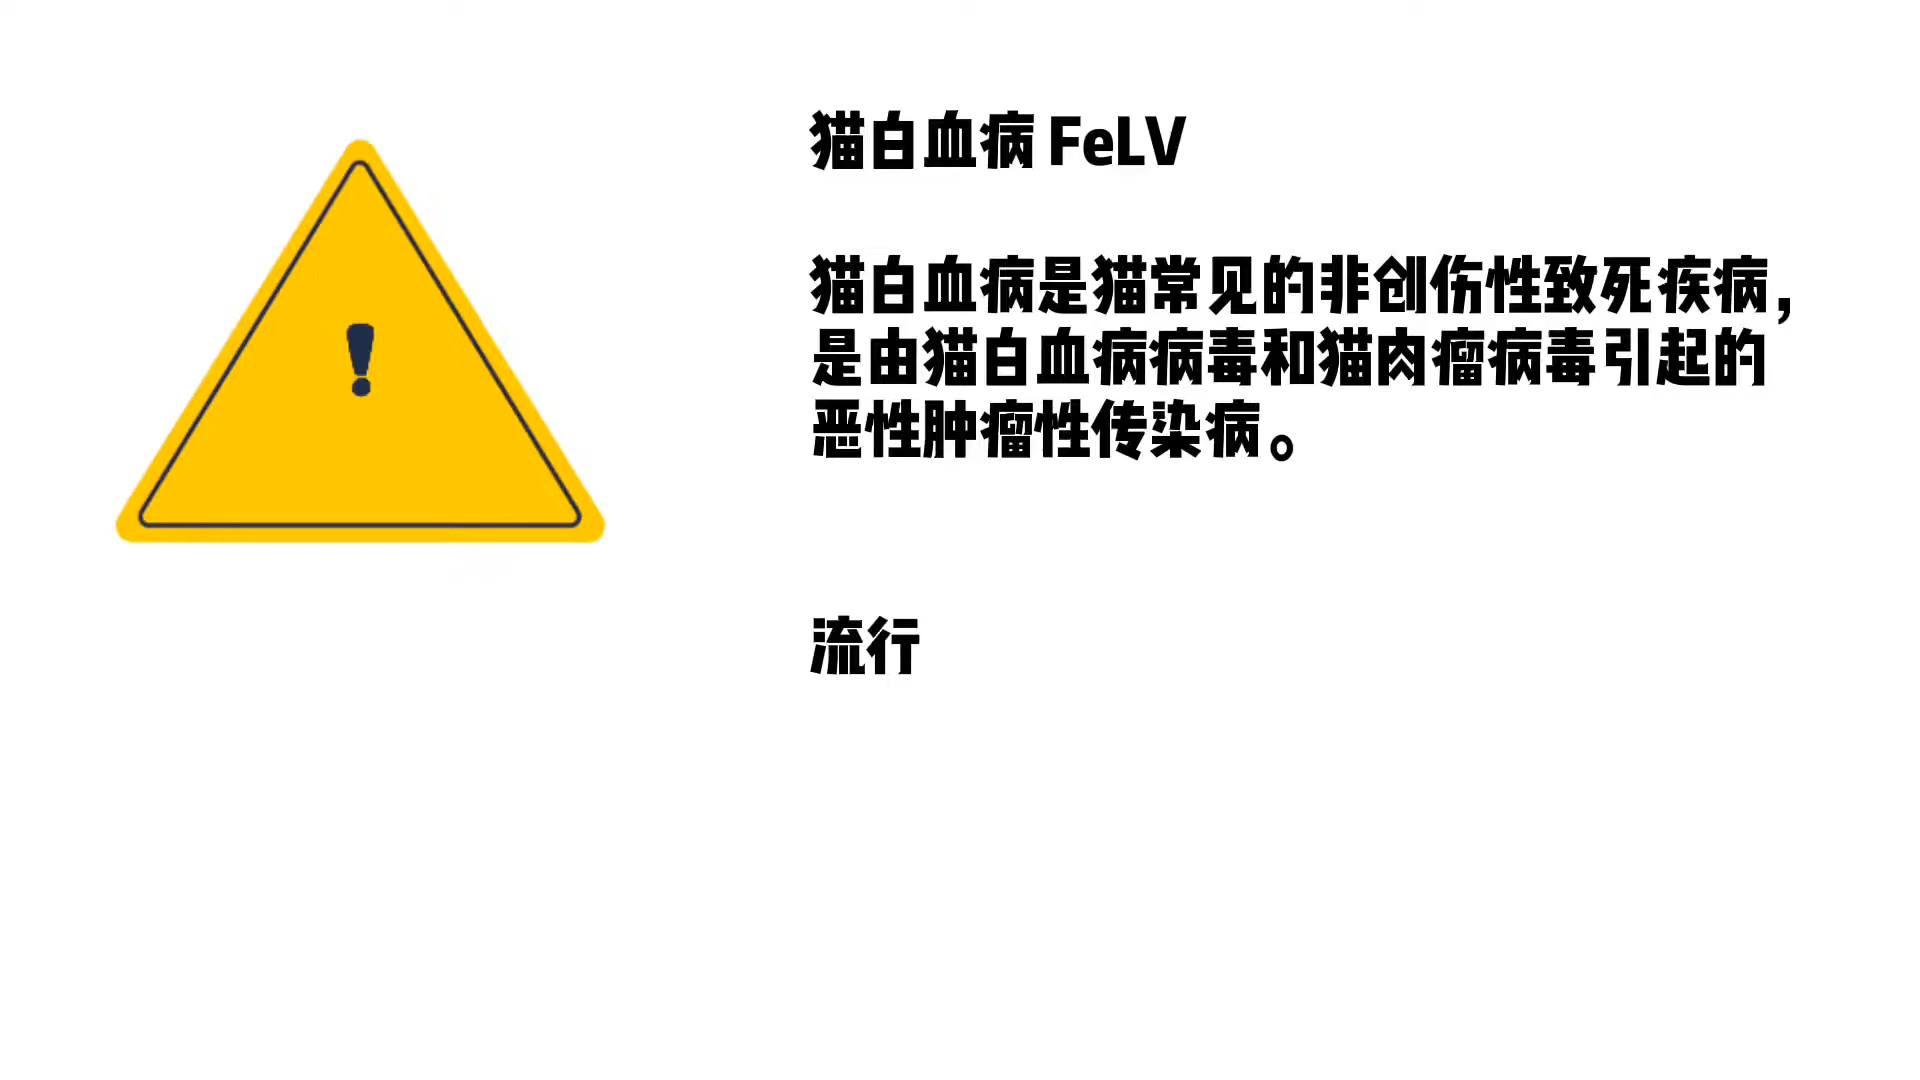 猫白血病 FeLV
猫白血病是猫常见的非创伤性致死疾病，
是由猫白血病病毒和猫肉瘤病毒引起的
恶性肿瘤性传染病。
流行
!